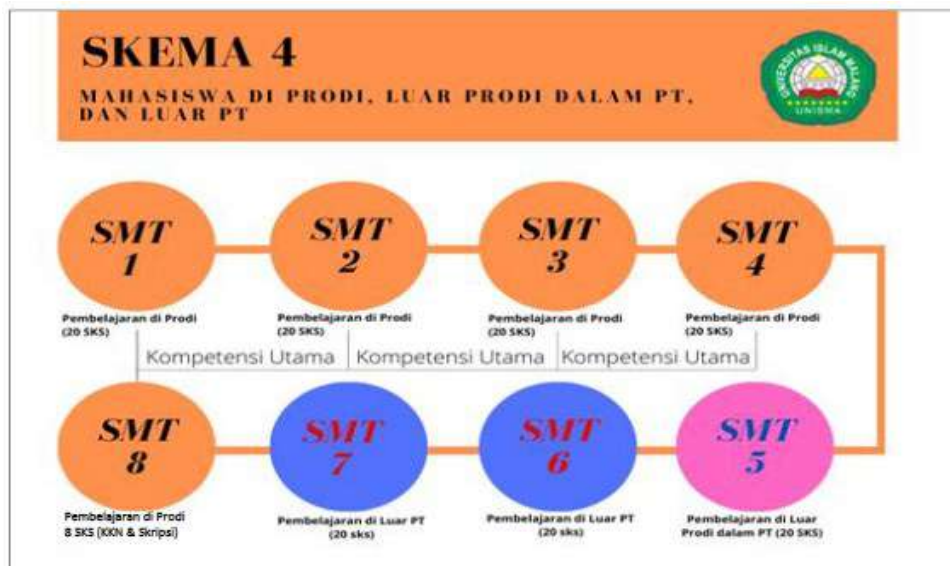 SKEMA 4
MAHASISWA DI PRODI, LUAR PRODI DALAM PT,
DAN LUAR PT
UNIVERSITAS ISLAM MALANG
UNISMA
SMT
1
SMT
2
SMT
3
SMT
4
Pembelajaran di Prodi
(20 SKS)
Pembelajaran di Prodi
(20 SKS)
Pembelajaran di Prodi
(20 SKS)
Pembelajaran di Prodi
(20 SKS)
Kompetensi Utama
Kompetensi Utama
Kompetensi Utama
SMT
8
SMT
7
SMT
6
SMT
5
Pembelajaran di Prodi
8 SKS (KKN & Skripsi)
Pembelajaran di Luar PT
(20 sks)
Pembelajaran di Luar PT
(20 sks)
Pembelajaran di Luar
Prodi dalam PT (20 SKS)